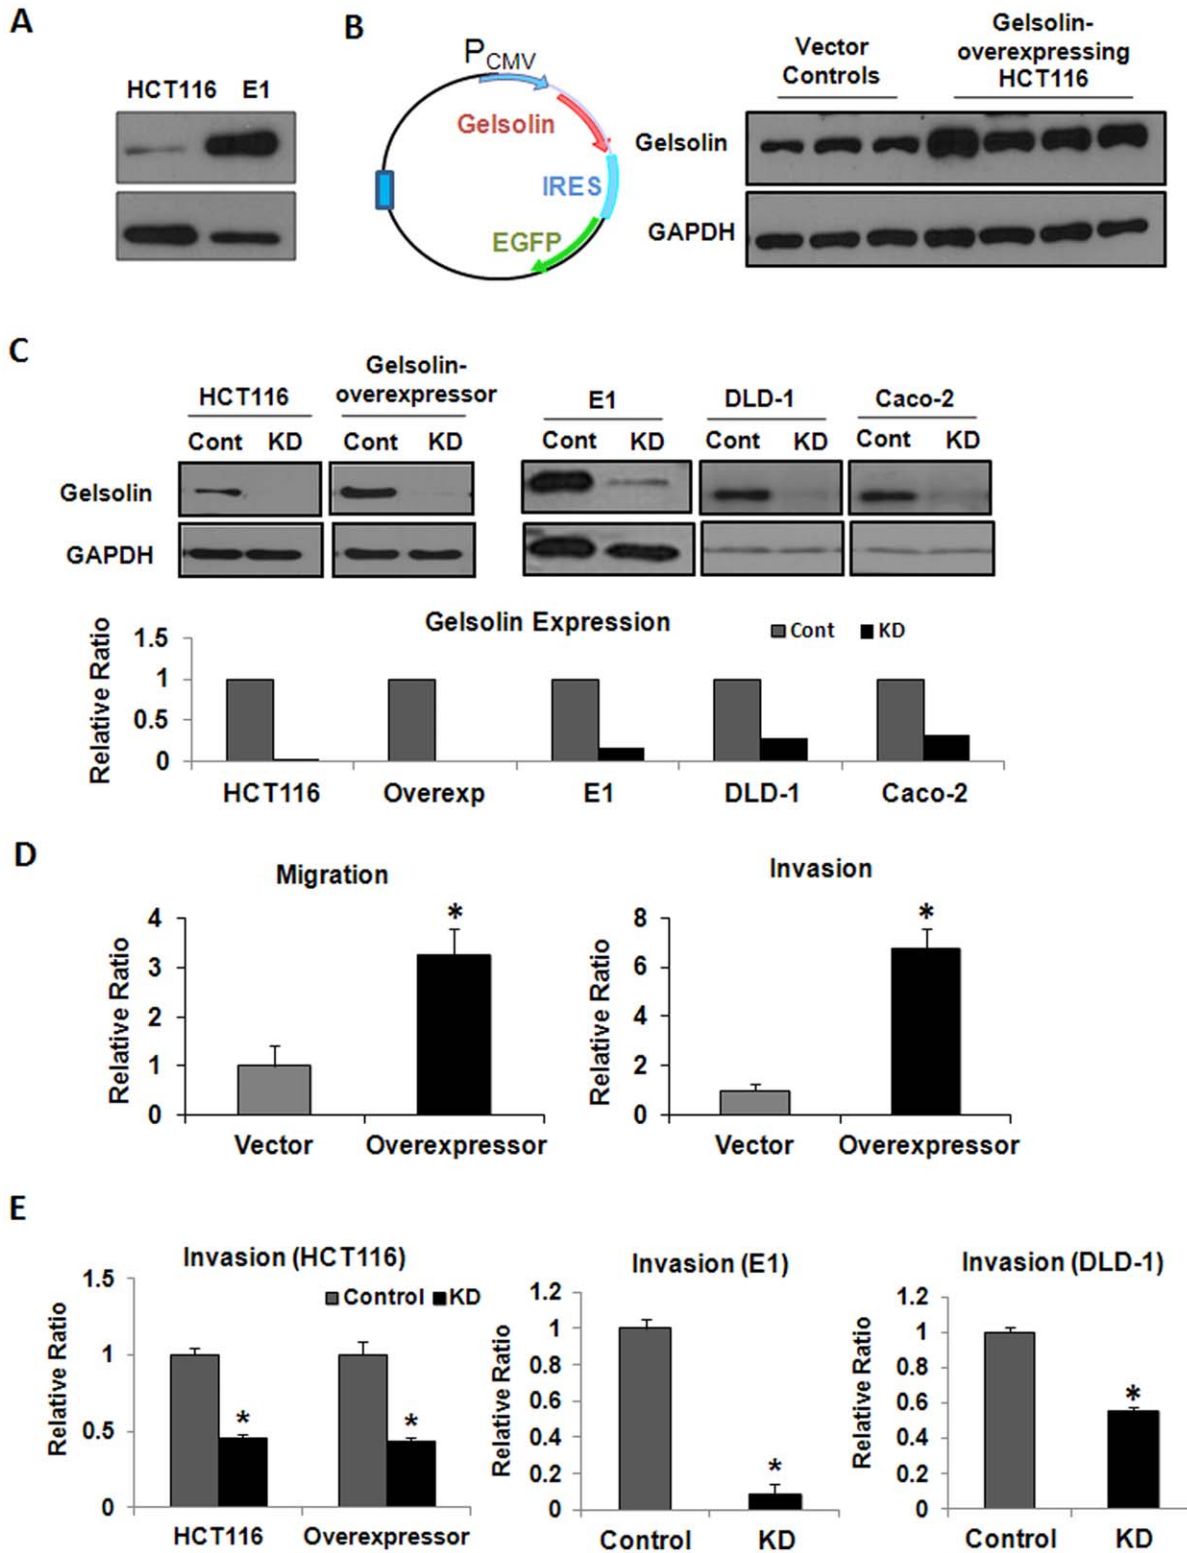 A
HCT116 E1
B
P_CMV
Gelsolin
IRES
EGFP
Vector
Controls
Gelsolin-
overexpressing
HCT116
Gelsolin
GAPDH
C
HCT116
Gelsolin-
overexpressor
E1
DLD-1
Caco-2
Cont KD
Cont KD
Cont KD
Cont KD
Cont KD
Gelsolin
GAPDH
Gelsolin Expression
Cont KD
Relative Ratio
1.5
1
0.5
0
HCT116 Overexp E1 DLD-1 Caco-2
D
Migration
Relative Ratio
4
3
2
1
0
Vector Overexpressor
*
Invasion
Relative Ratio
8
6
4
2
0
Vector Overexpressor
*
E
Invasion (HCT116)
Control KD
Relative Ratio
1.5
1
0.5
0
* *
HCT116 Overexpressor
Invasion (E1)
Relative Ratio
1.2
1
0.8
0.6
0.4
0.2
0
*
Control KD
Invasion (DLD-1)
Relative Ratio
1.2
1
0.8
0.6
0.4
0.2
0
*
Control KD